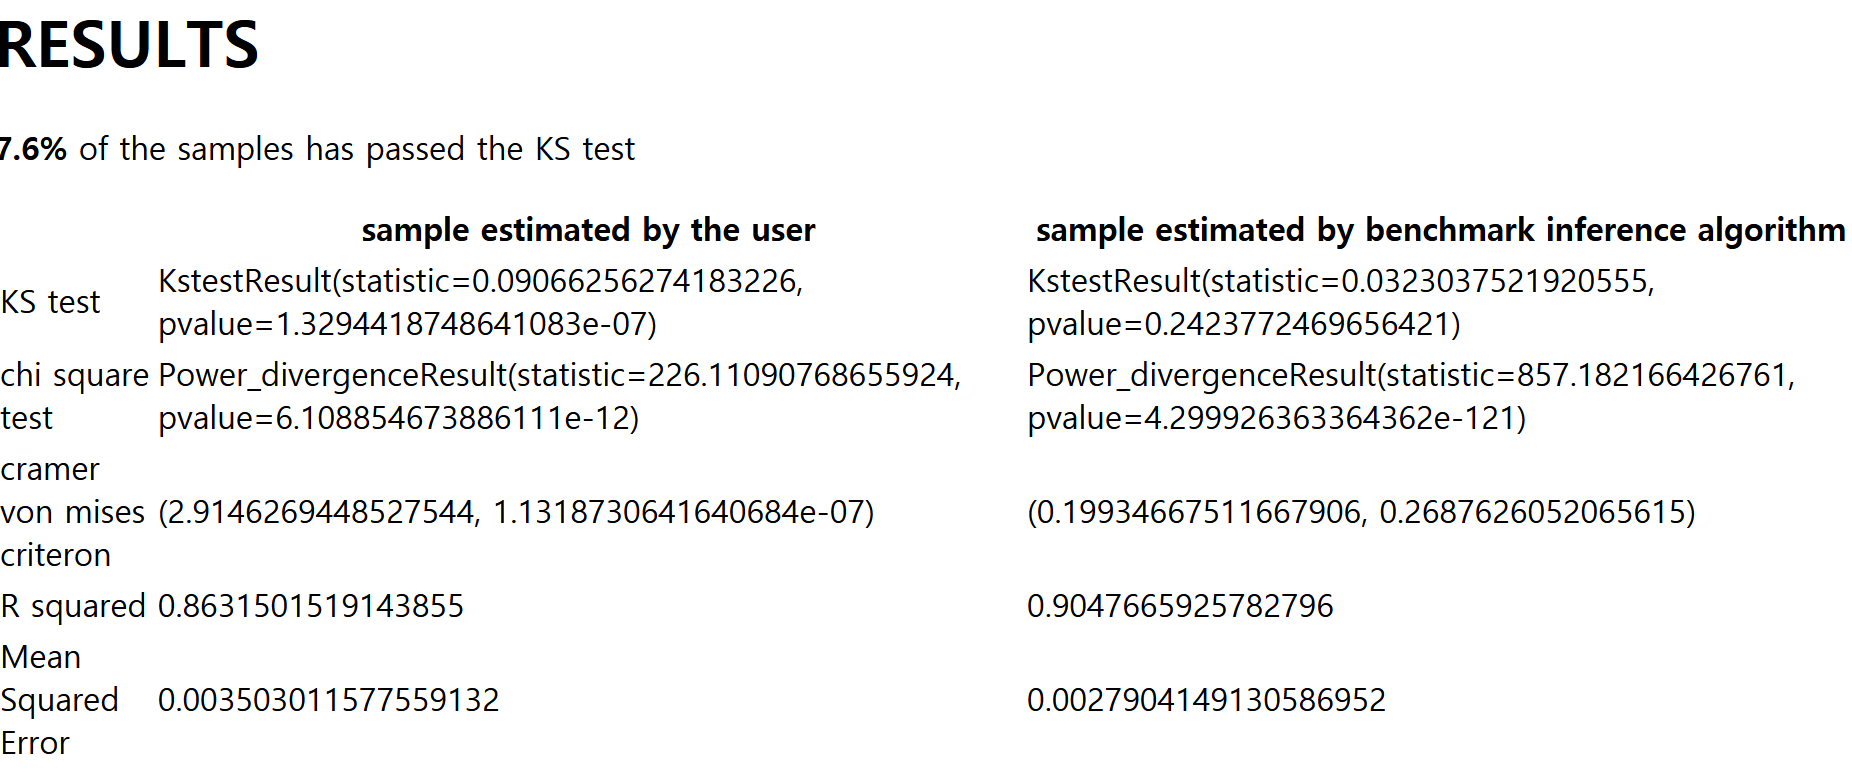 RESULTS
7.6% of the samples has passed the KS test
sample estimated by the user sample estimated by benchmark inference algorithm
KS test KstestResult(statistic=0.09066256274183226, pvalue=1.3294418748641083e-07) KstestResult(statistic=0.0323037521920555, pvalue=0.2423772469656421)
chi square test Power_divergenceResult(statistic=226.11090768655924, pvalue=6.108854673886111e-12) Power_divergenceResult(statistic=857.182166426761, pvalue=4.299926363364362e-121)
cramer von mises criteron (2.9146269448527544, 1.1318730641640684e-07) (0.19934667511667906, 0.2687626052065615)
R squared 0.8631501519143855 0.9047665925782796
Mean Squared Error 0.003503011577559132 0.0027904149130586952